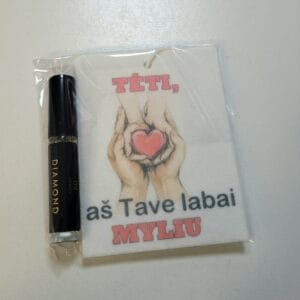 TĖTI,
aš Tave labai
MYLIU
DIAMOND